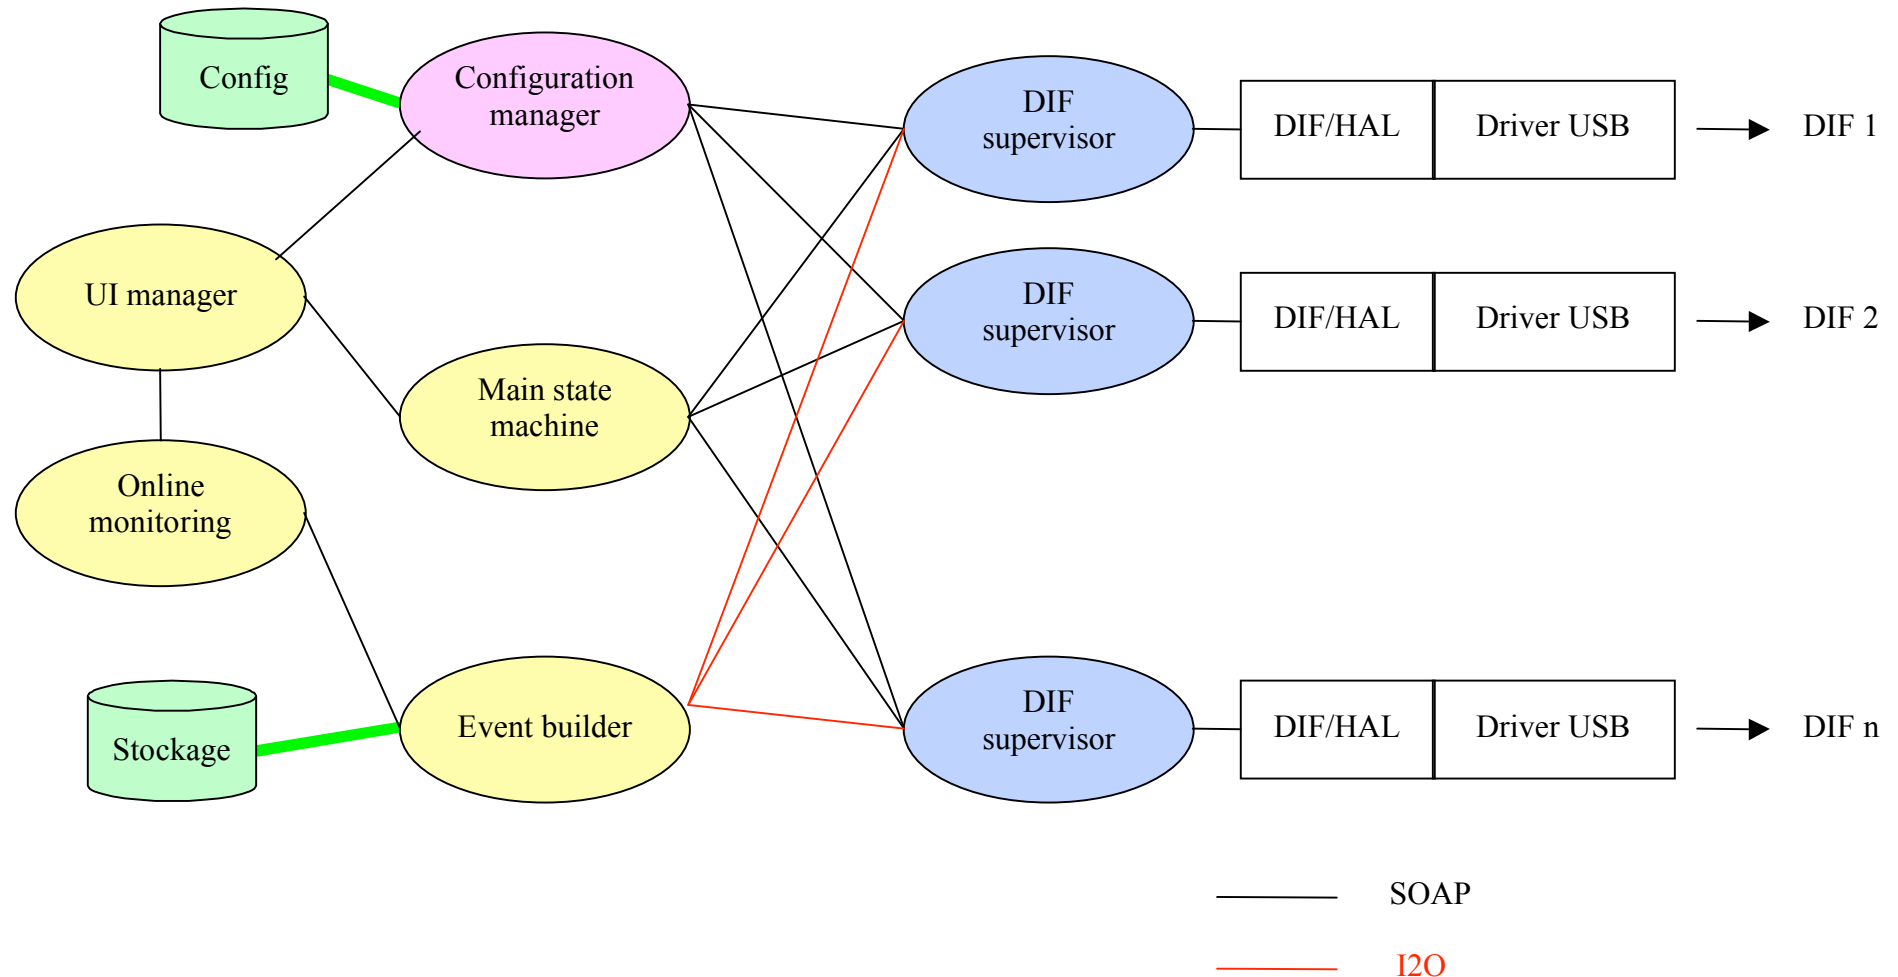 Config
Configuration
manager
DIF
supervisor
DIF/HAL
Driver USB
DIF 1
UI manager
DIF
supervisor
DIF/HAL
Driver USB
DIF 2
Main state
machine
Online
monitoring
Stockage
Event builder
DIF
supervisor
DIF/HAL
Driver USB
DIF n
SOAP
I2O